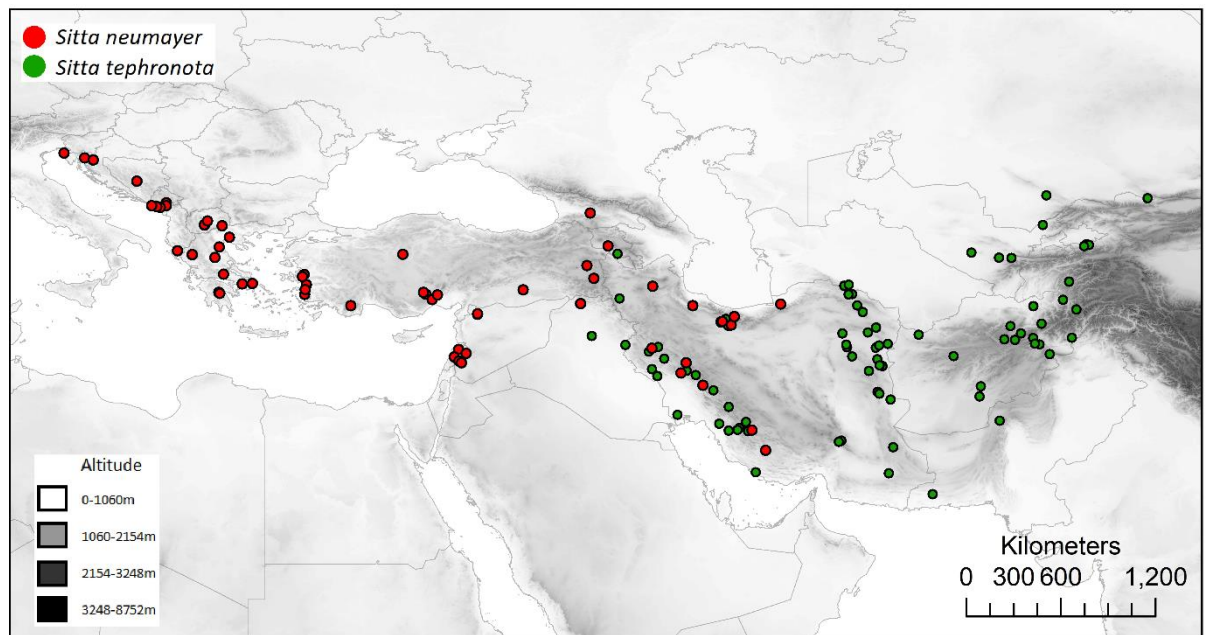 Sitta neumayer
Sitta tephronota
Altitude
0-1060m
1060-2154m
2154-3248m
3248-8752m
Kilometers
0 300 600 1,200